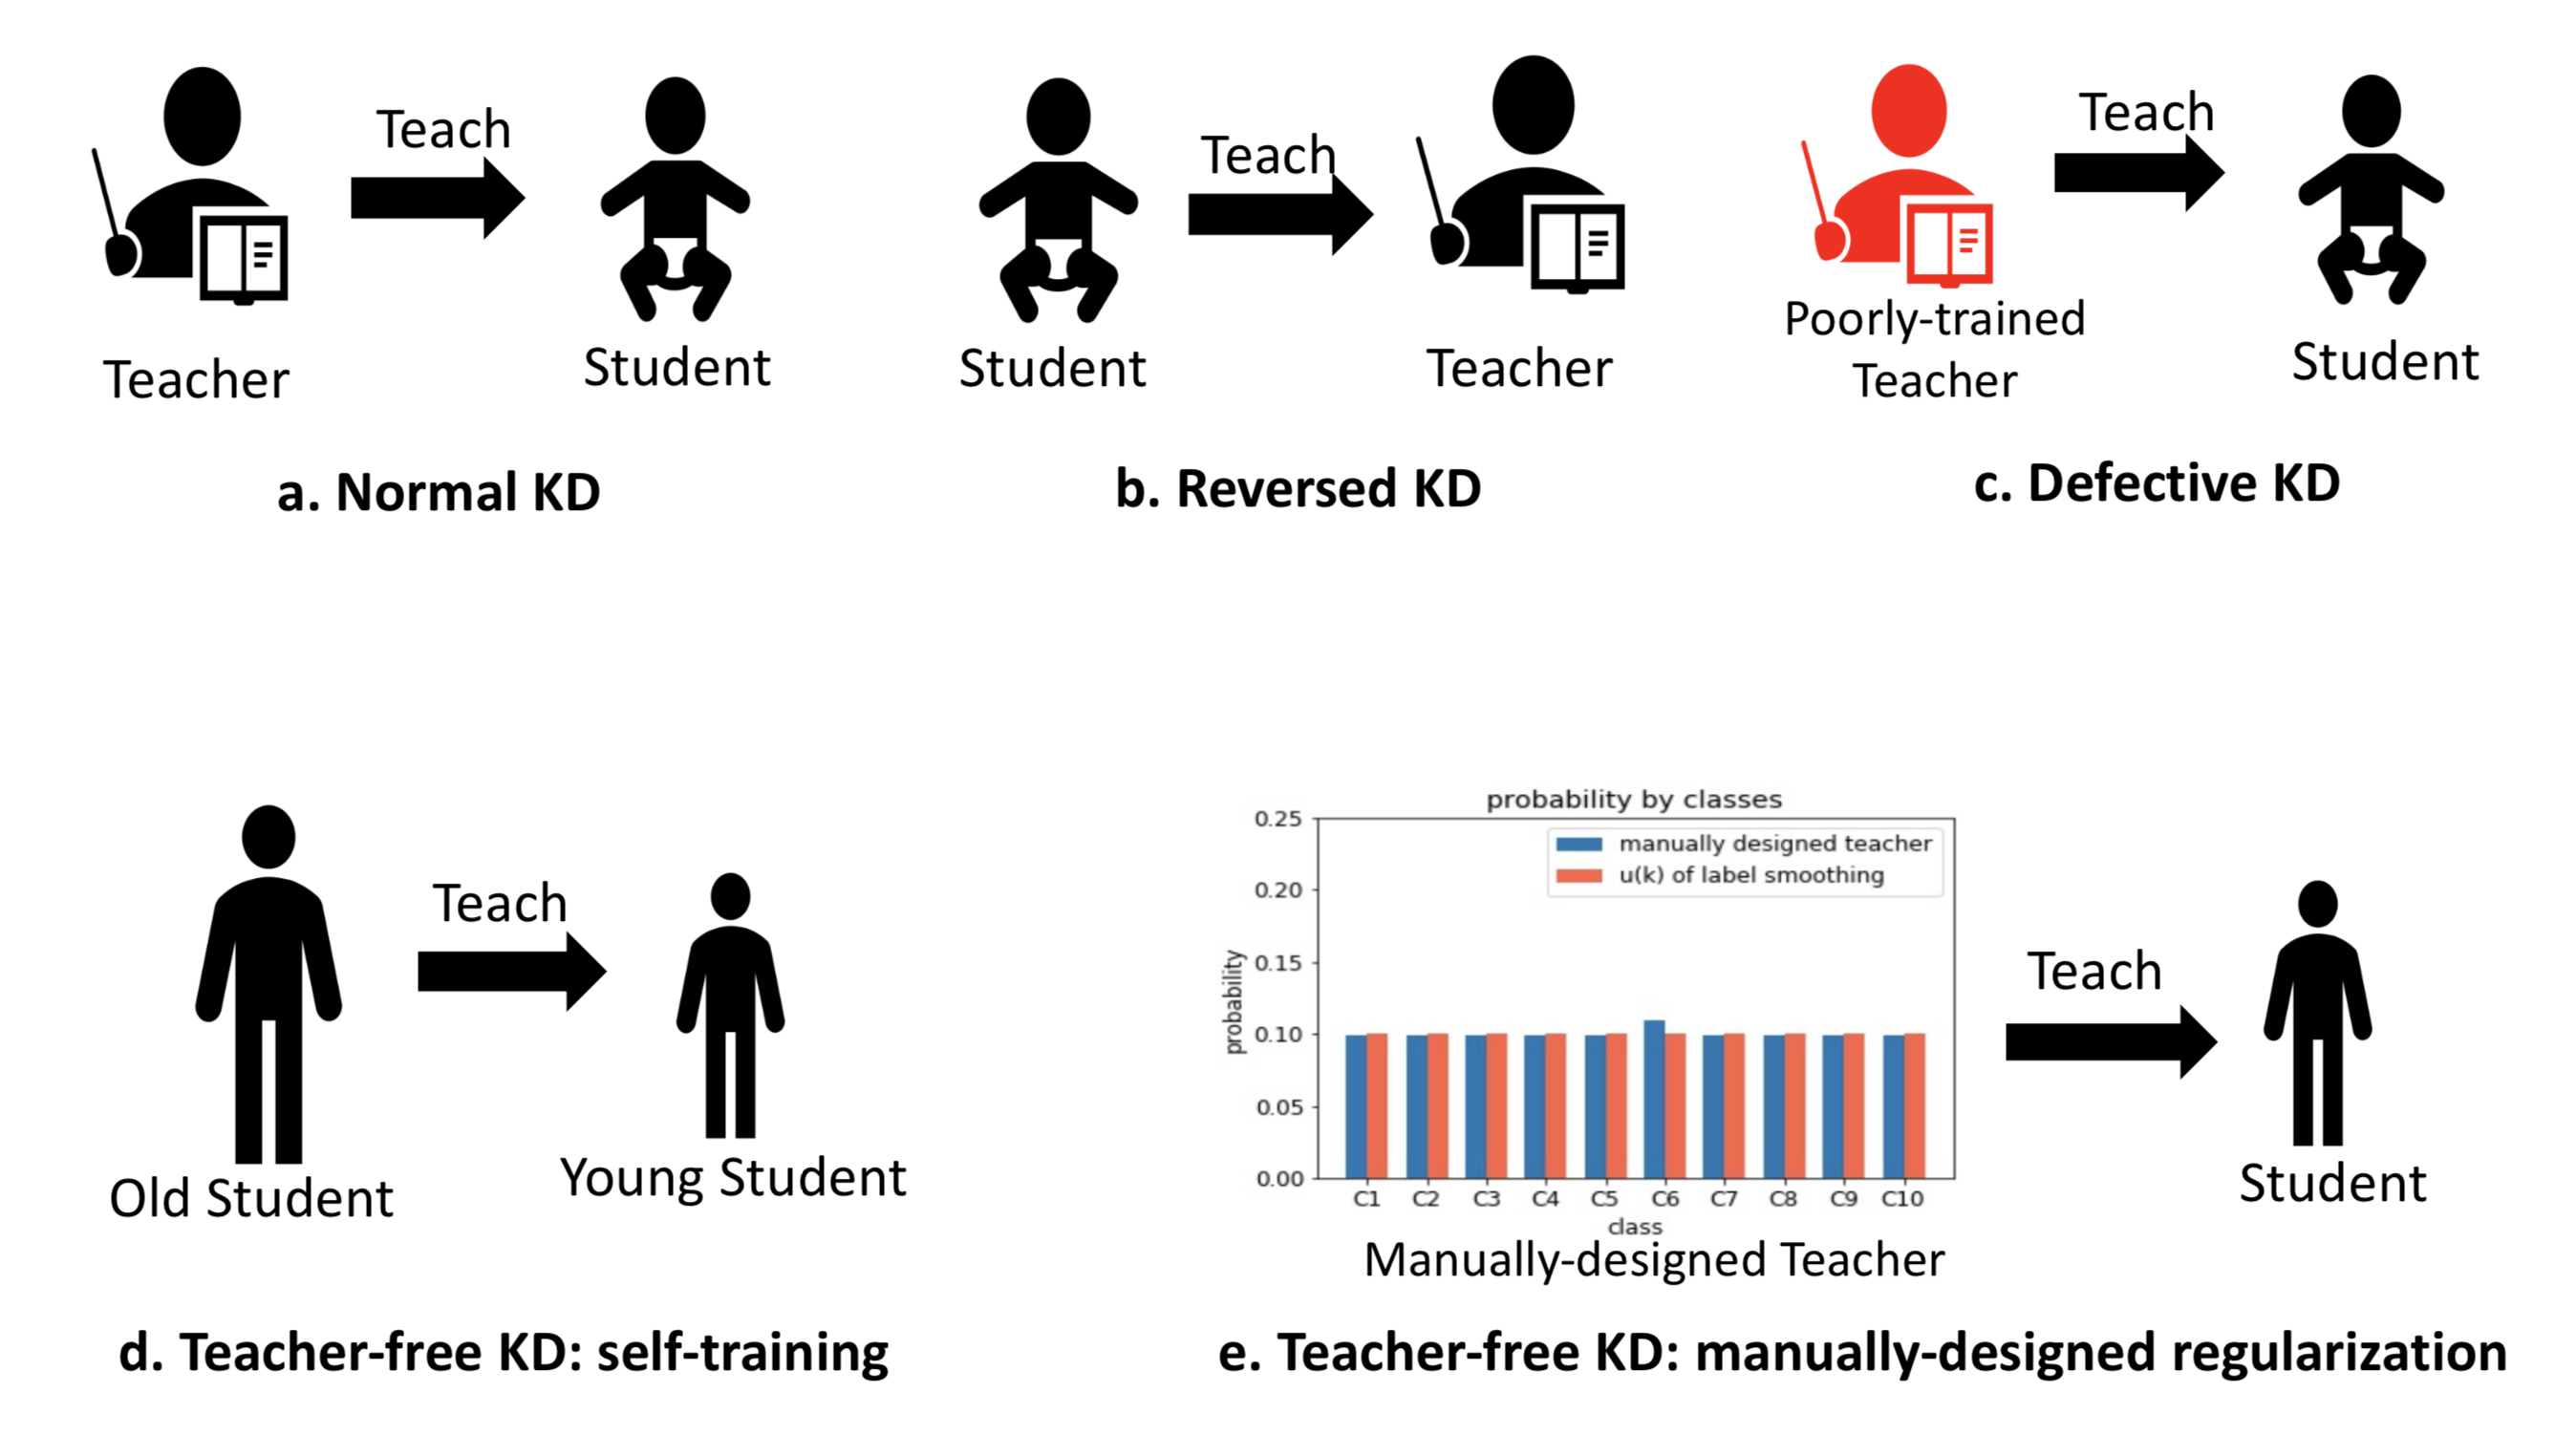 Teach
Teacher
Student
a. Normal KD
Teach
Student
Teacher
b. Reversed KD
Teach
Poorly-trained
Teacher
Student
c. Defective KD
Teach
Old Student
Young Student
d. Teacher-free KD: self-training
probability by classes
manually designed teacher
u(k) of label smoothing
0.25
0.20
0.15
0.10
0.05
0.00
probability
C1 C2 C3 C4 C5 C6 C7 C8 C9 C10
class
Manually-designed Teacher
Teach
Student
e. Teacher-free KD: manually-designed regularization